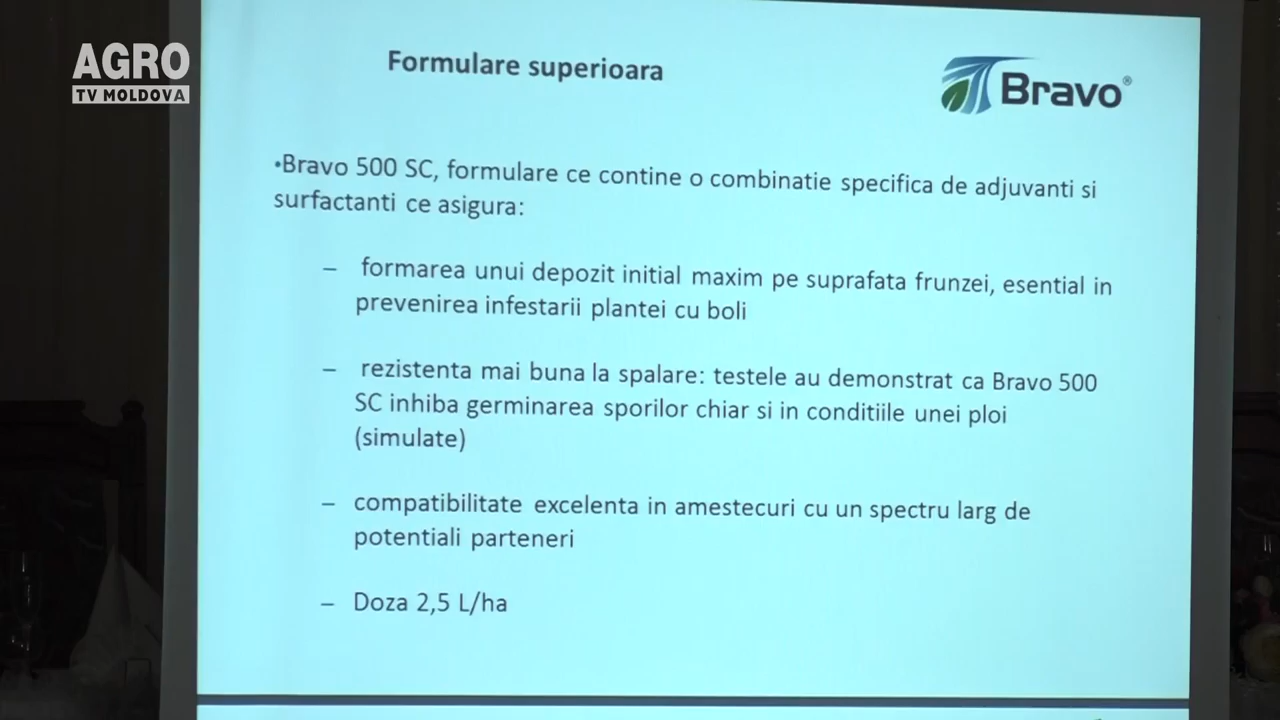 AGRO
TV MOLDOVA
Formulare superioara
Bravo®
•Bravo 500 SC, formulare ce contine o combinatie specifica de adjuvanti si
surfactanti ce asigura:
– formarea unui depozit initial maxim pe suprafata frunzei, esential in
prevenirea infestarii plantei cu boli
– rezistenta mai buna la spalare: testele au demonstrat ca Bravo 500
SC inhiba germinarea sporilor chiar si in conditiile unei ploi
(simulate)
– compatibilitate excelenta in amestecuri cu un spectru larg de
potentiali parteneri
– Doza 2,5 L/ha